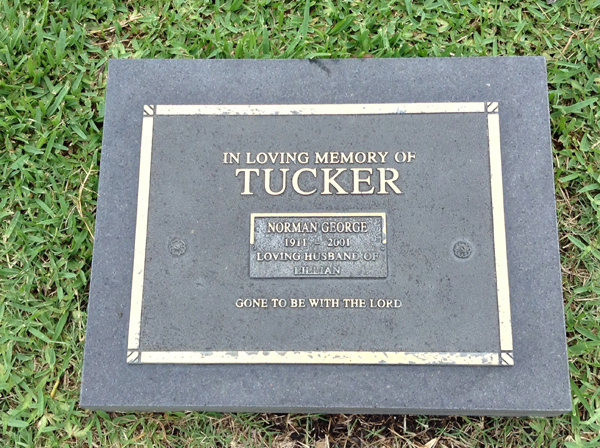 IN LOVING MEMORY OF
TUCKER
NORMAN GEORGE
1911 - 2001
LOVING HUSBAND OF
LILLIAN
GONE TO BE WITH THE LORD